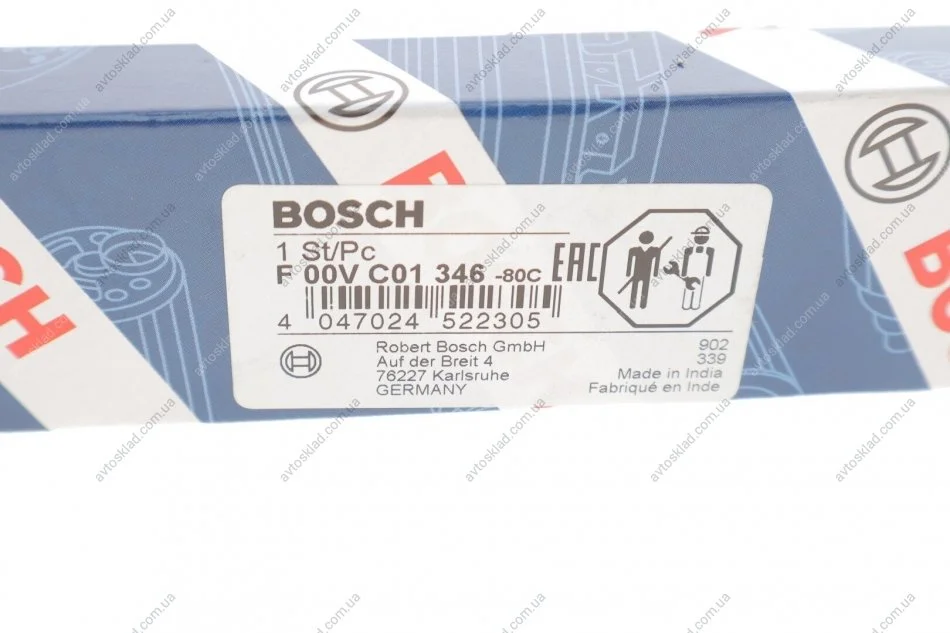 BOSCH
1 St/Pc
F 00V C01 346 -80C
EAC
4 047024 522305
Robert Bosch GmbH
Auf der Breit 4
76227 Karlsruhe
GERMANY
902
339
Made in India
Fabriqué en Inde
SCH
avtosklad.com.ua